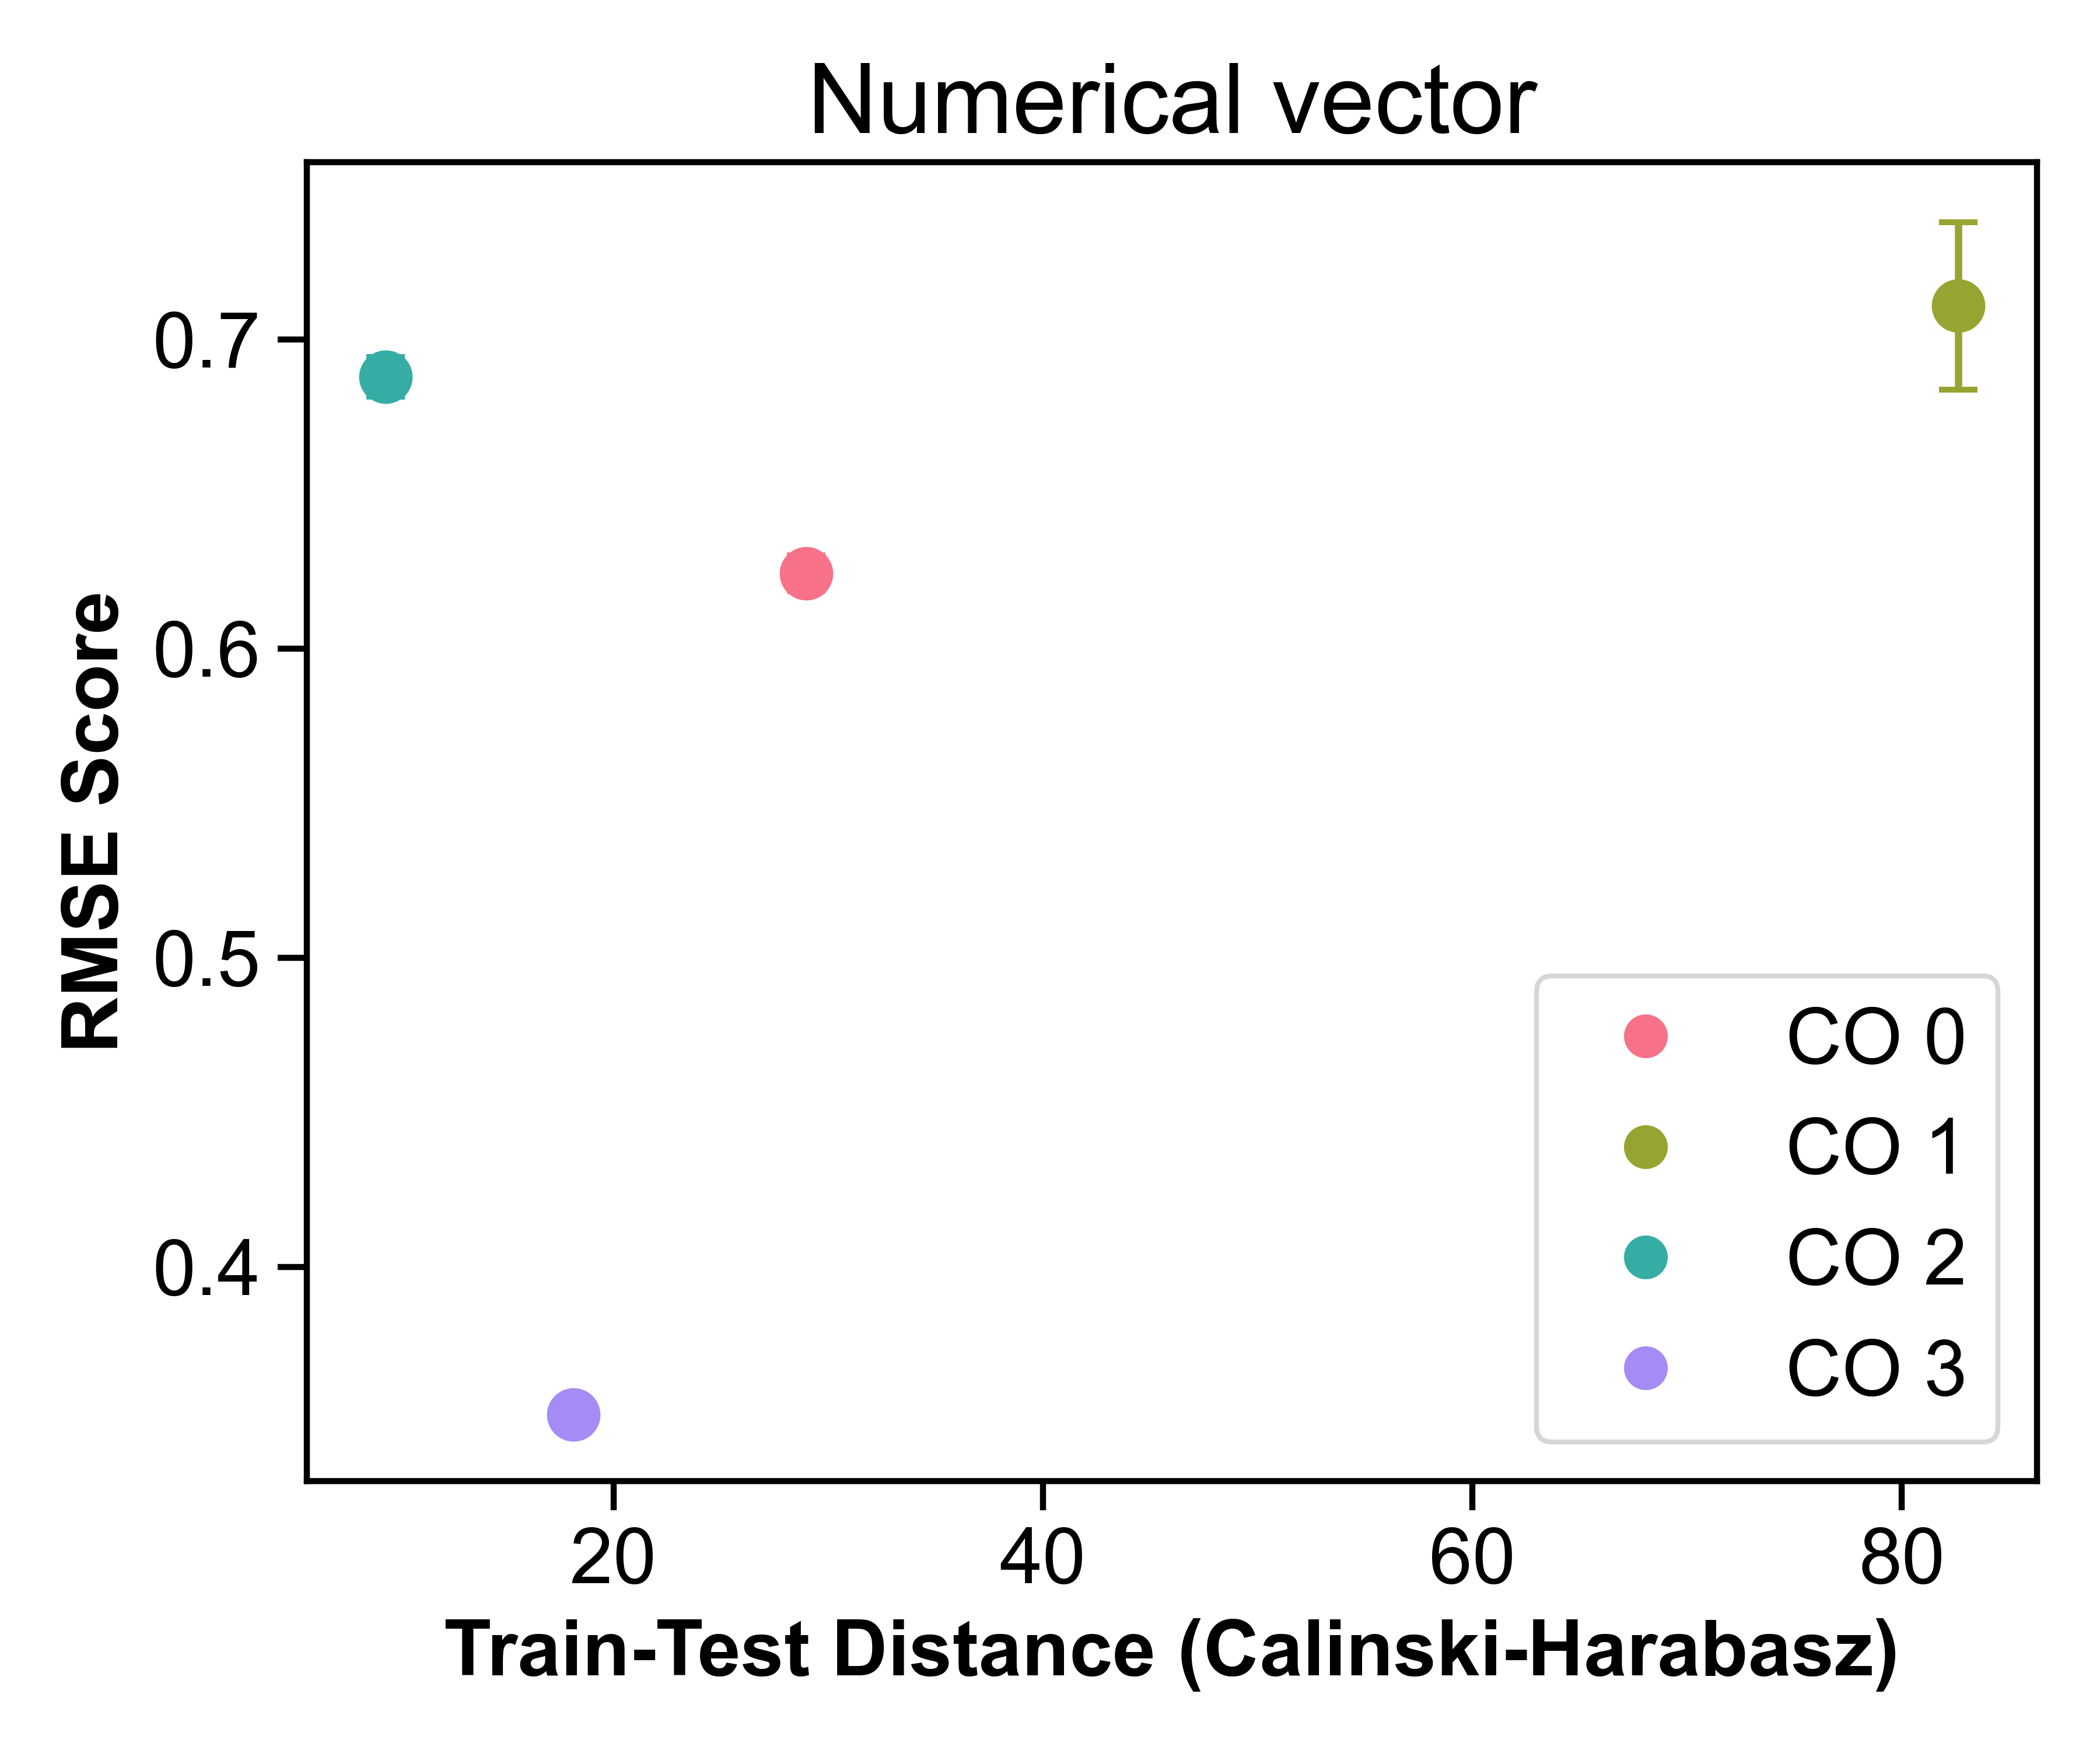 Numerical vector
RMSE Score
0.7
0.6
0.5
0.4
CO 0
CO 1
CO 2
CO 3
20 40 60 80
Train-Test Distance (Calinski-Harabasz)